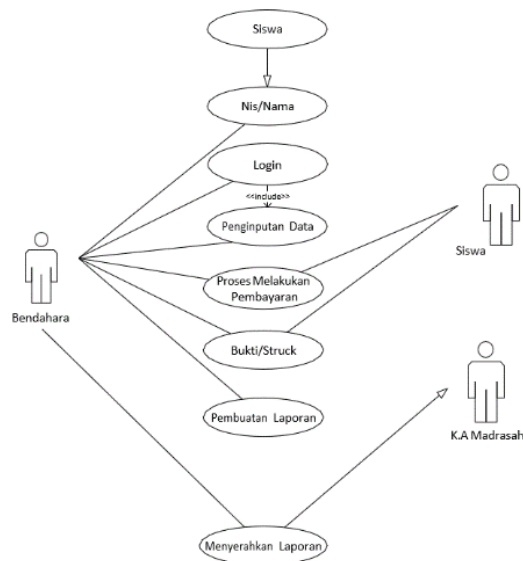 Siswa
Nis/Nama
Login
<<include>>
Penginputan Data
Siswa
Bendahara
Proses Melakukan
Pembayaran
Bukti/Struck
K.A Madrasah
Pembuatan Laporan
Menyerahkan Laporan